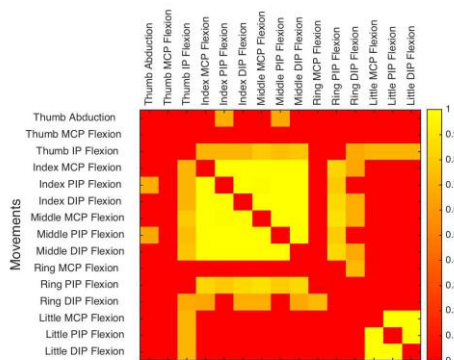 Thumb Abduction
Thumb MCP Flexion
Thumb IP Flexion
Index MCP Flexion
Index PIP Flexion
Index DIP Flexion
Middle MCP Flexion
Middle PIP Flexion
Middle DIP Flexion
Ring MCP Flexion
Ring PIP Flexion
Ring DIP Flexion
Little MCP Flexion
Little PIP Flexion
Little DIP Flexion
Movements
Thumb Abduction
Thumb MCP Flexion
Thumb IP Flexion
Index MCP Flexion
Index PIP Flexion
Index DIP Flexion
Middle MCP Flexion
Middle PIP Flexion
Middle DIP Flexion
Ring MCP Flexion
Ring PIP Flexion
Ring DIP Flexion
Little MCP Flexion
Little PIP Flexion
Little DIP Flexion
1